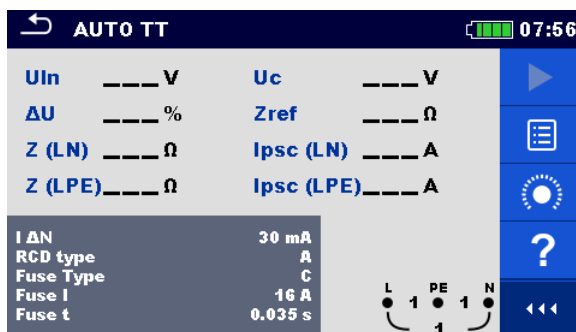 AUTO TT 07:56
Uln ___V Uc ___V
ΔU ___% Zref ___Ω
Z (LN) ___Ω Ipsc (LN) ___A
Z (LPE)___Ω Ipsc (LPE)___A
I ΔN 30 mA
RCD type A
Fuse Type C
Fuse I 16 A
Fuse t 0.035 s
L PE N
1 1
1
?